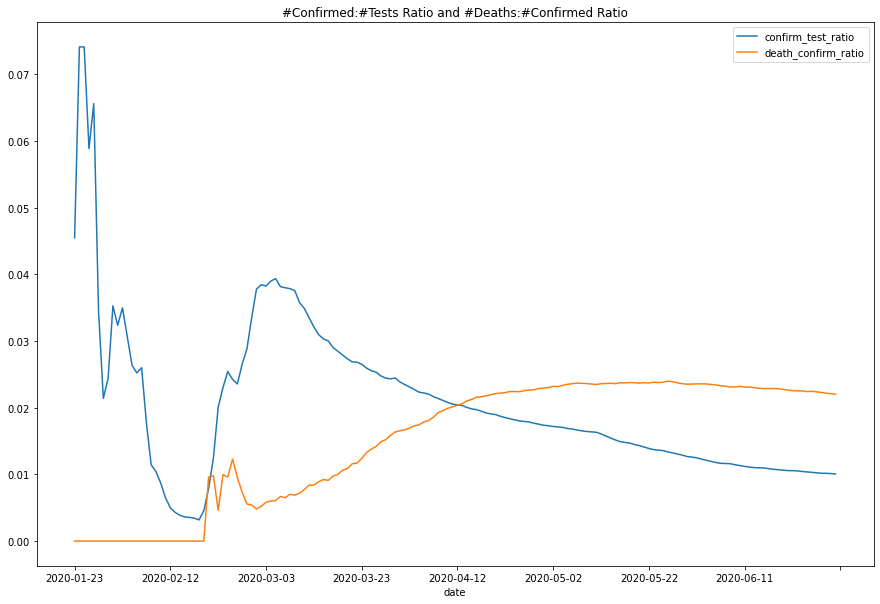 #Confirmed:#Tests Ratio and #Deaths:#Confirmed Ratio
confirm_test_ratio
death_confirm_ratio
0.07
0.06
0.05
0.04
0.03
0.02
0.01
0.00
2020-01-23 2020-02-12 2020-03-03 2020-03-23 2020-04-12 2020-05-02 2020-05-22 2020-06-11
date